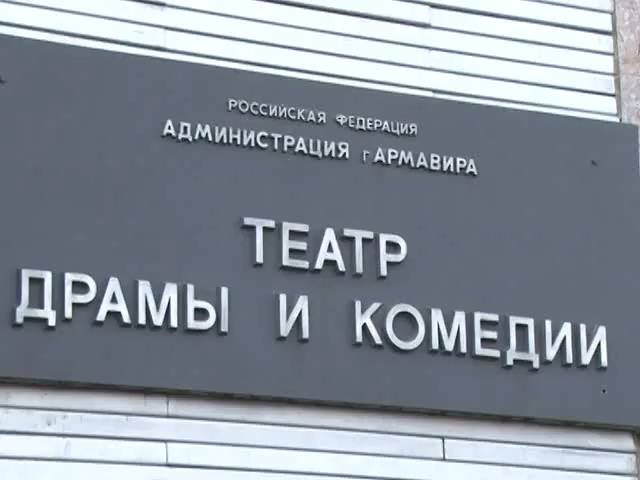 РОССИЙСКАЯ ФЕДЕРАЦИЯ
АДМИНИСТРАЦИЯ г АРМАВИРА
ТЕАТР
ДРАМЫ И КОМЕДИИ